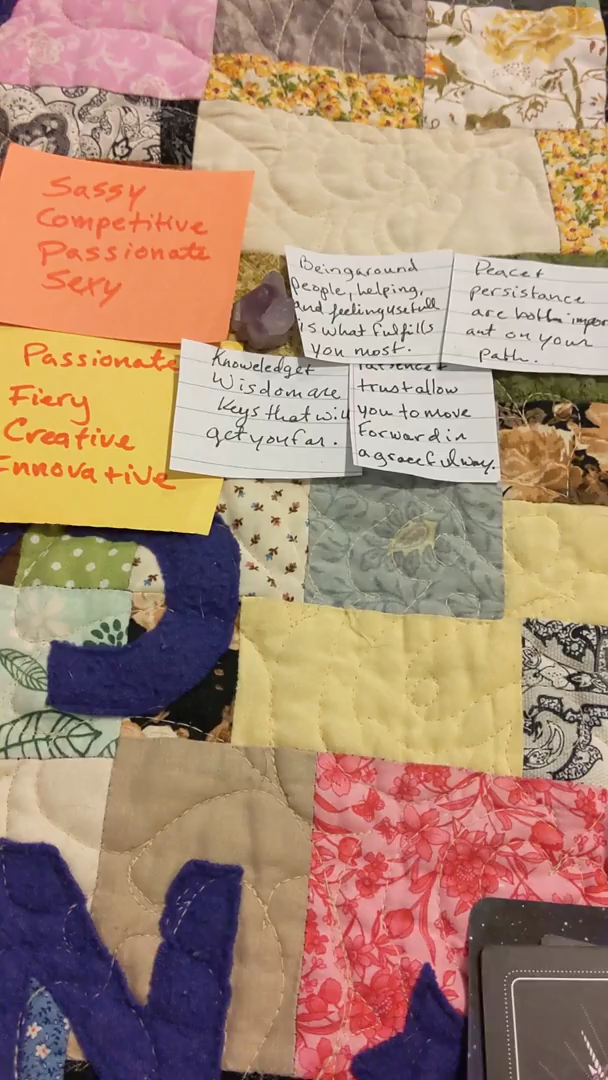 Sassy
Competitive
Passionate
Sexy
Being around
people, helping,
and feeling usefull
is what fulfills
you most.
Peace +
persistance
are both impor
ant on your
path.
Passionate
Fiery
Creative
Innovative
Knoweledge +
Wisdom are
Keys that will
get you far.
trust allow
you to move
forward in
a graceful way.
N